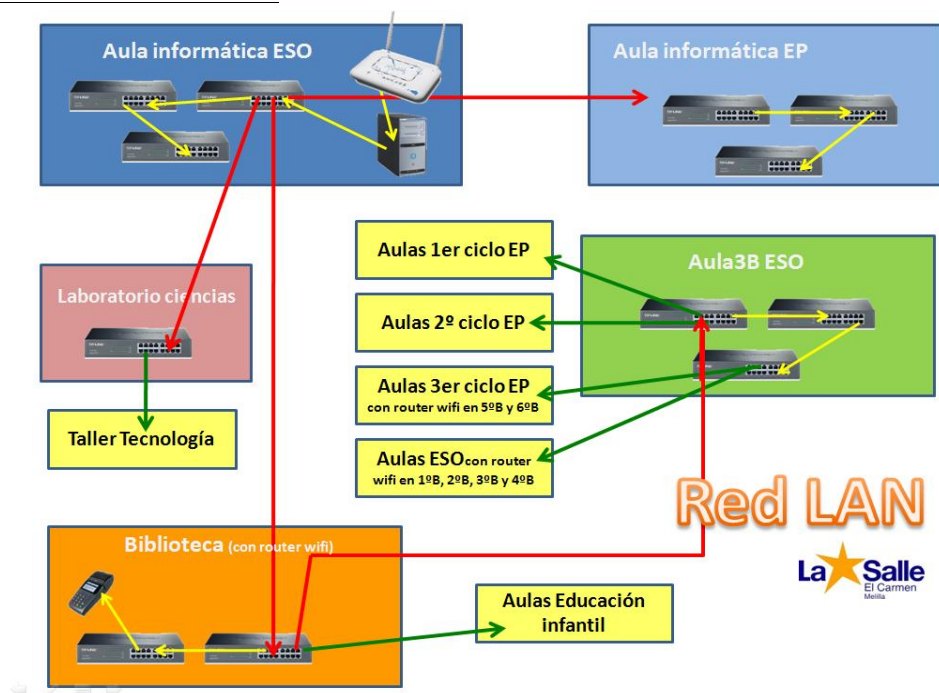 Aula informática ESO
Aula informática EP
Aulas 1er ciclo EP
Aula3B ESO
Laboratorio ciencias
Aulas 2º ciclo EP
Aulas 3er ciclo EP
con router wifi en 5ºB y 6ºB
Taller Tecnología
Aulas ESOcon router
wifi en 1ºB, 2ºB, 3ºB y 4ºB
Red LAN
Biblioteca (con router wifi)
La Salle
El Carmen
Melilla
Aulas Educación
infantil